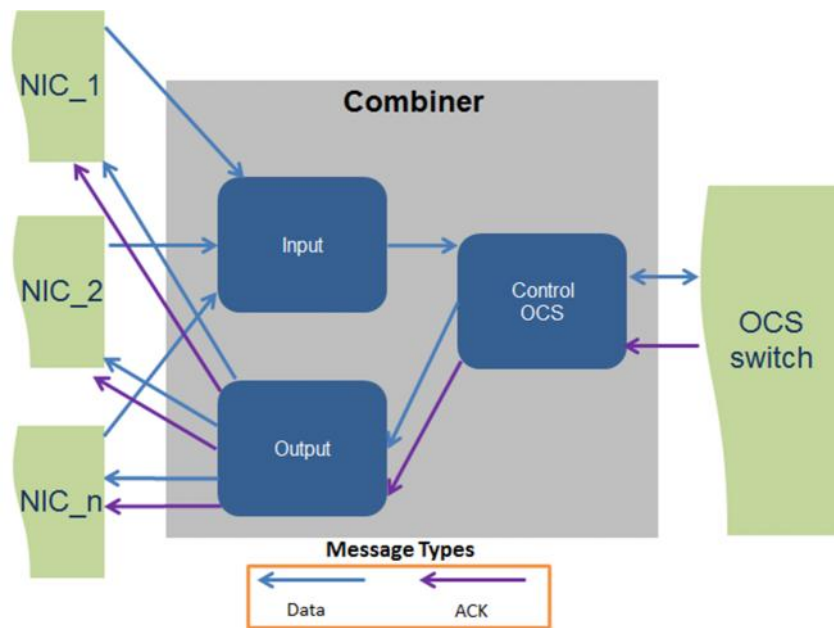 NIC_1
Combiner
Input
NIC_2
Control
OCS
OCS
switch
Output
NIC_n
Message Types
Data
ACK